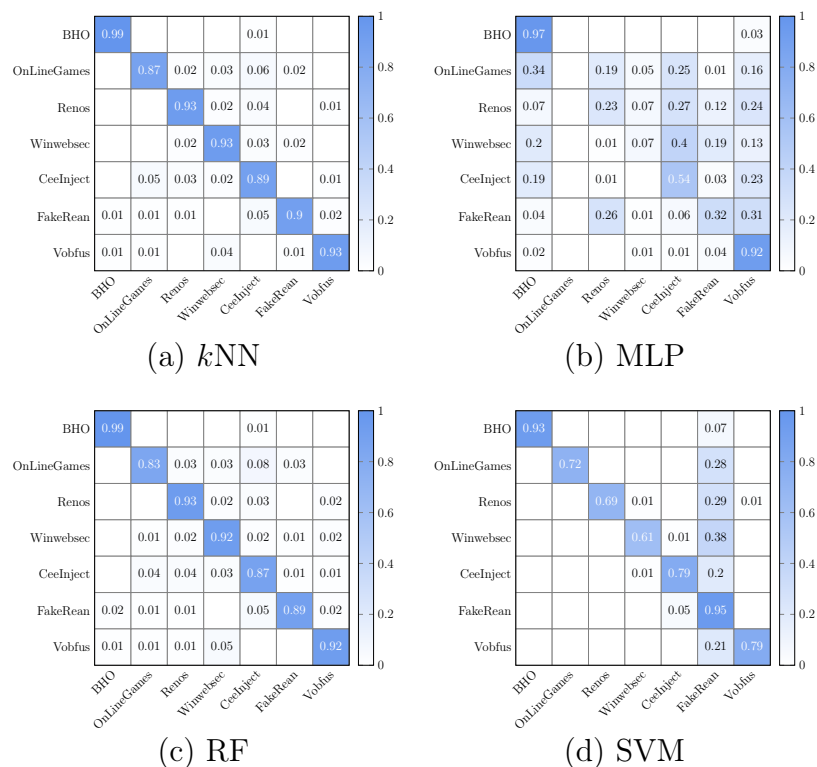 BHO 0.99 0.01
OnLineGames 0.87 0.02 0.03 0.06 0.02
Renos 0.93 0.02 0.04 0.01
Winwebsec 0.02 0.93 0.03 0.02
CeeInject 0.05 0.03 0.02 0.89 0.01
FakeRean 0.01 0.01 0.01 0.05 0.9 0.02
Vobfus 0.01 0.01 0.04 0.01 0.93
BHO OnLineGames Renos Winwebsec CeeInject FakeRean Vobfus
1
0.8
0.6
0.4
0.2
0
(a) kNN
BHO 0.97 0.03
OnLineGames 0.34 0.19 0.05 0.25 0.01 0.16
Renos 0.07 0.23 0.07 0.27 0.12 0.24
Winwebsec 0.2 0.01 0.07 0.4 0.19 0.13
CeeInject 0.19 0.01 0.54 0.03 0.23
FakeRean 0.04 0.26 0.01 0.06 0.32 0.31
Vobfus 0.02 0.01 0.01 0.04 0.92
BHO OnLineGames Renos Winwebsec CeeInject FakeRean Vobfus
1
0.8
0.6
0.4
0.2
0
(b) MLP
BHO 0.99 0.01
OnLineGames 0.83 0.03 0.03 0.08 0.03
Renos 0.93 0.02 0.03 0.02
Winwebsec 0.01 0.02 0.92 0.02 0.01 0.02
CeeInject 0.04 0.04 0.03 0.87 0.01 0.01
FakeRean 0.02 0.01 0.01 0.05 0.89 0.02
Vobfus 0.01 0.01 0.01 0.05 0.92
BHO OnLineGames Renos Winwebsec CeeInject FakeRean Vobfus
1
0.8
0.6
0.4
0.2
0
(c) RF
BHO 0.93 0.07
OnLineGames 0.72 0.28
Renos 0.69 0.01 0.29 0.01
Winwebsec 0.61 0.01 0.38
CeeInject 0.01 0.79 0.2
FakeRean 0.05 0.95
Vobfus 0.21 0.79
BHO OnLineGames Renos Winwebsec CeeInject FakeRean Vobfus
1
0.8
0.6
0.4
0.2
0
(d) SVM